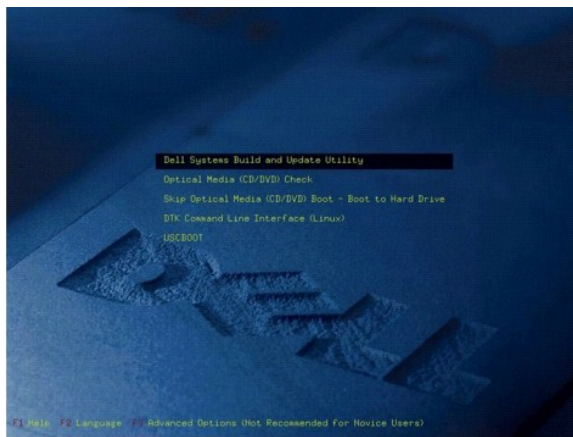 Dell Systems Build and Update Utility
Optical Media (CD/DVD) Check
Skip Optical Media (CD/DVD) Boot - Boot to Hard Drive
DTK Command Line Interface (Linux)
USCBOOT
DELL
F1 Help F2 Language F3 Advanced Options (Not Recommended for Novice Users)